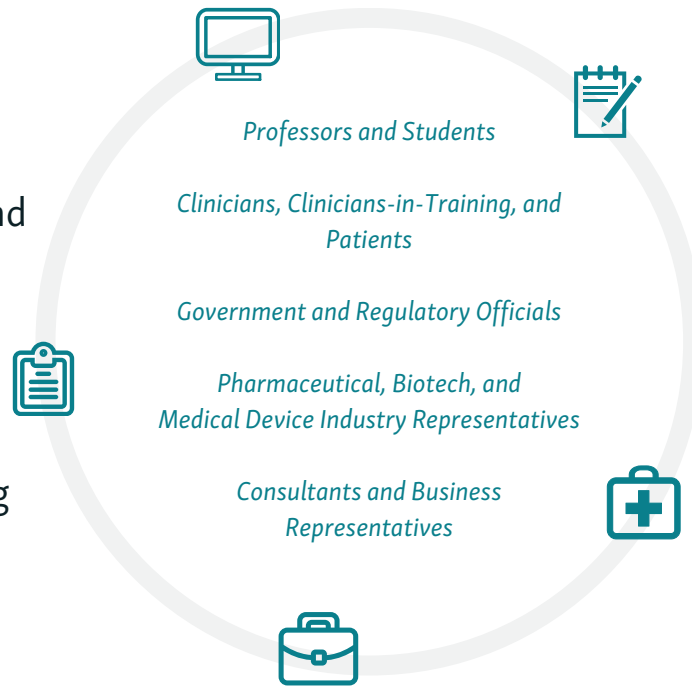 Professors and Students
nd
Clinicians, Clinicians-in-Training, and
Patients
Government and Regulatory Officials
Pharmaceutical, Biotech, and
Medical Device Industry Representatives
g
Consultants and Business
Representatives